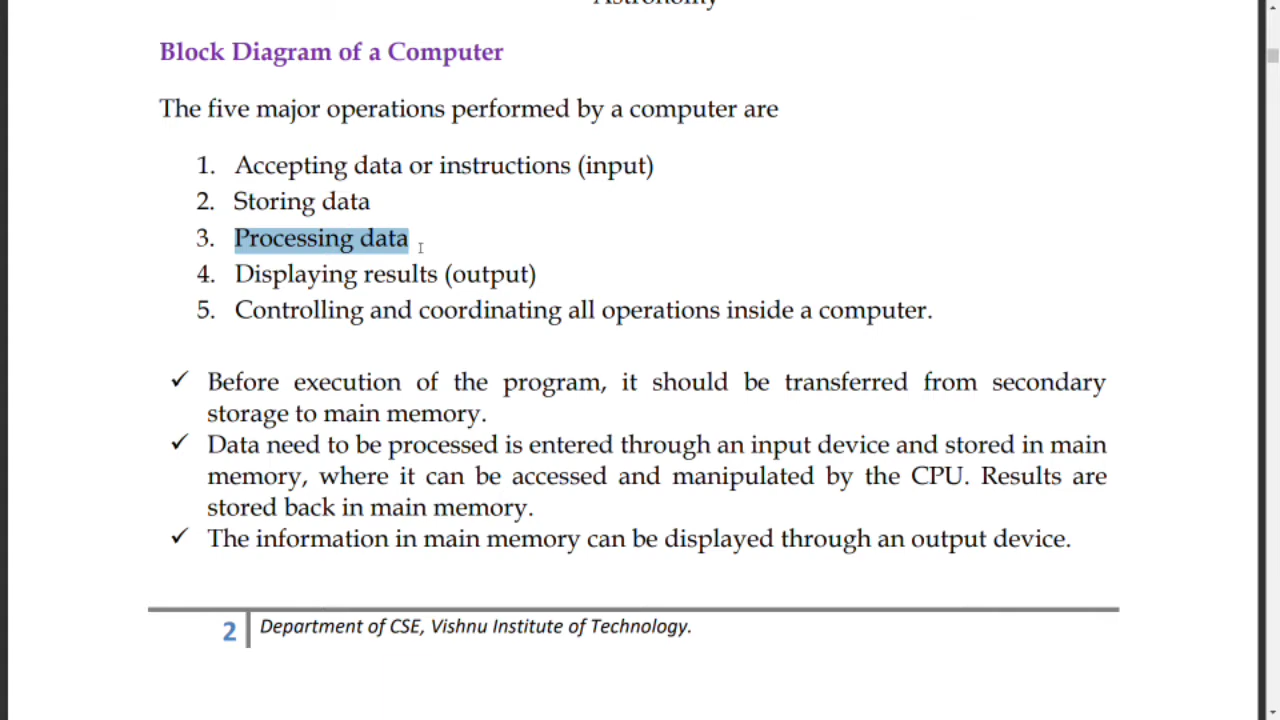 Astronomy
Block Diagram of a Computer
The five major operations performed by a computer are
1. Accepting data or instructions (input)
2. Storing data
3. Processing data
4. Displaying results (output)
5. Controlling and coordinating all operations inside a computer.
✓ Before execution of the program, it should be transferred from secondary
storage to main memory.
✓ Data need to be processed is entered through an input device and stored in main
memory, where it can be accessed and manipulated by the CPU. Results are
stored back in main memory.
✓ The information in main memory can be displayed through an output device.
2 Department of CSE, Vishnu Institute of Technology.